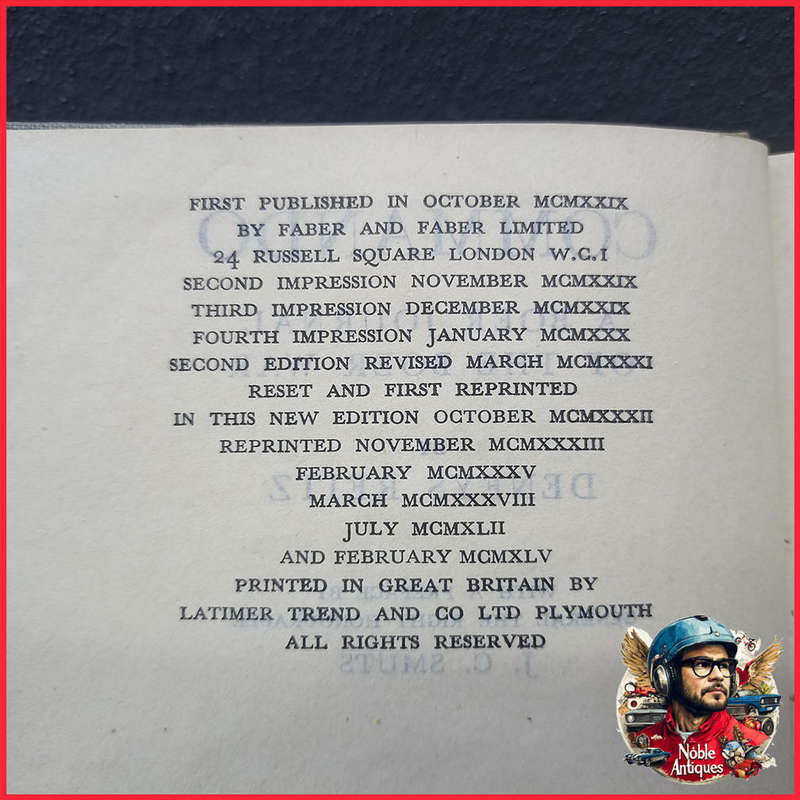 FIRST PUBLISHED IN OCTOBER MCMXXIX
BY FABER AND FABER LIMITED
24 RUSSELL SQUARE LONDON W.C.1
SECOND IMPRESSION NOVEMBER MCMXXIX
THIRD IMPRESSION DECEMBER MCMXXIX
FOURTH IMPRESSION JANUARY MCMXXX
SECOND EDITION REVISED MARCH MCMXXXI
RESET AND FIRST REPRINTED
IN THIS NEW EDITION OCTOBER MCMXXXII
REPRINTED NOVEMBER MCMXXXIII
FEBRUARY MCMXXXV
MARCH MCMXXXVIII
JULY MCMXLII
AND FEBRUARY MCMXLV
PRINTED IN GREAT BRITAIN BY
LATIMER TREND AND CO LTD PLYMOUTH
ALL RIGHTS RESERVED
Noble
Antiques